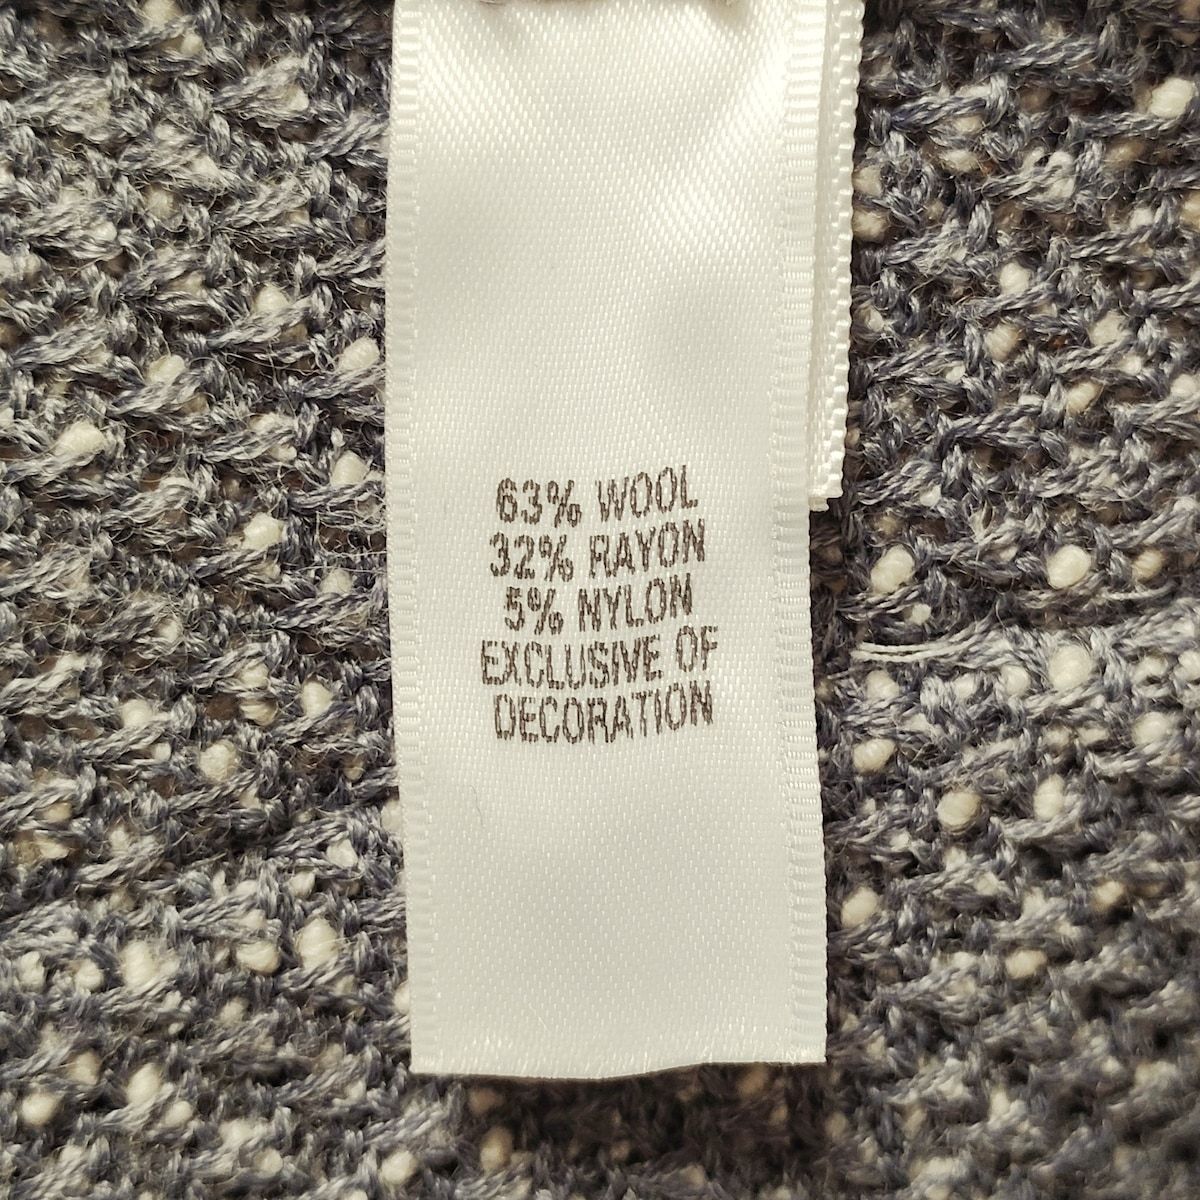 63% WOOL
32% RAYON
5% NYLON
EXCLUSIVE OF
DECORATION